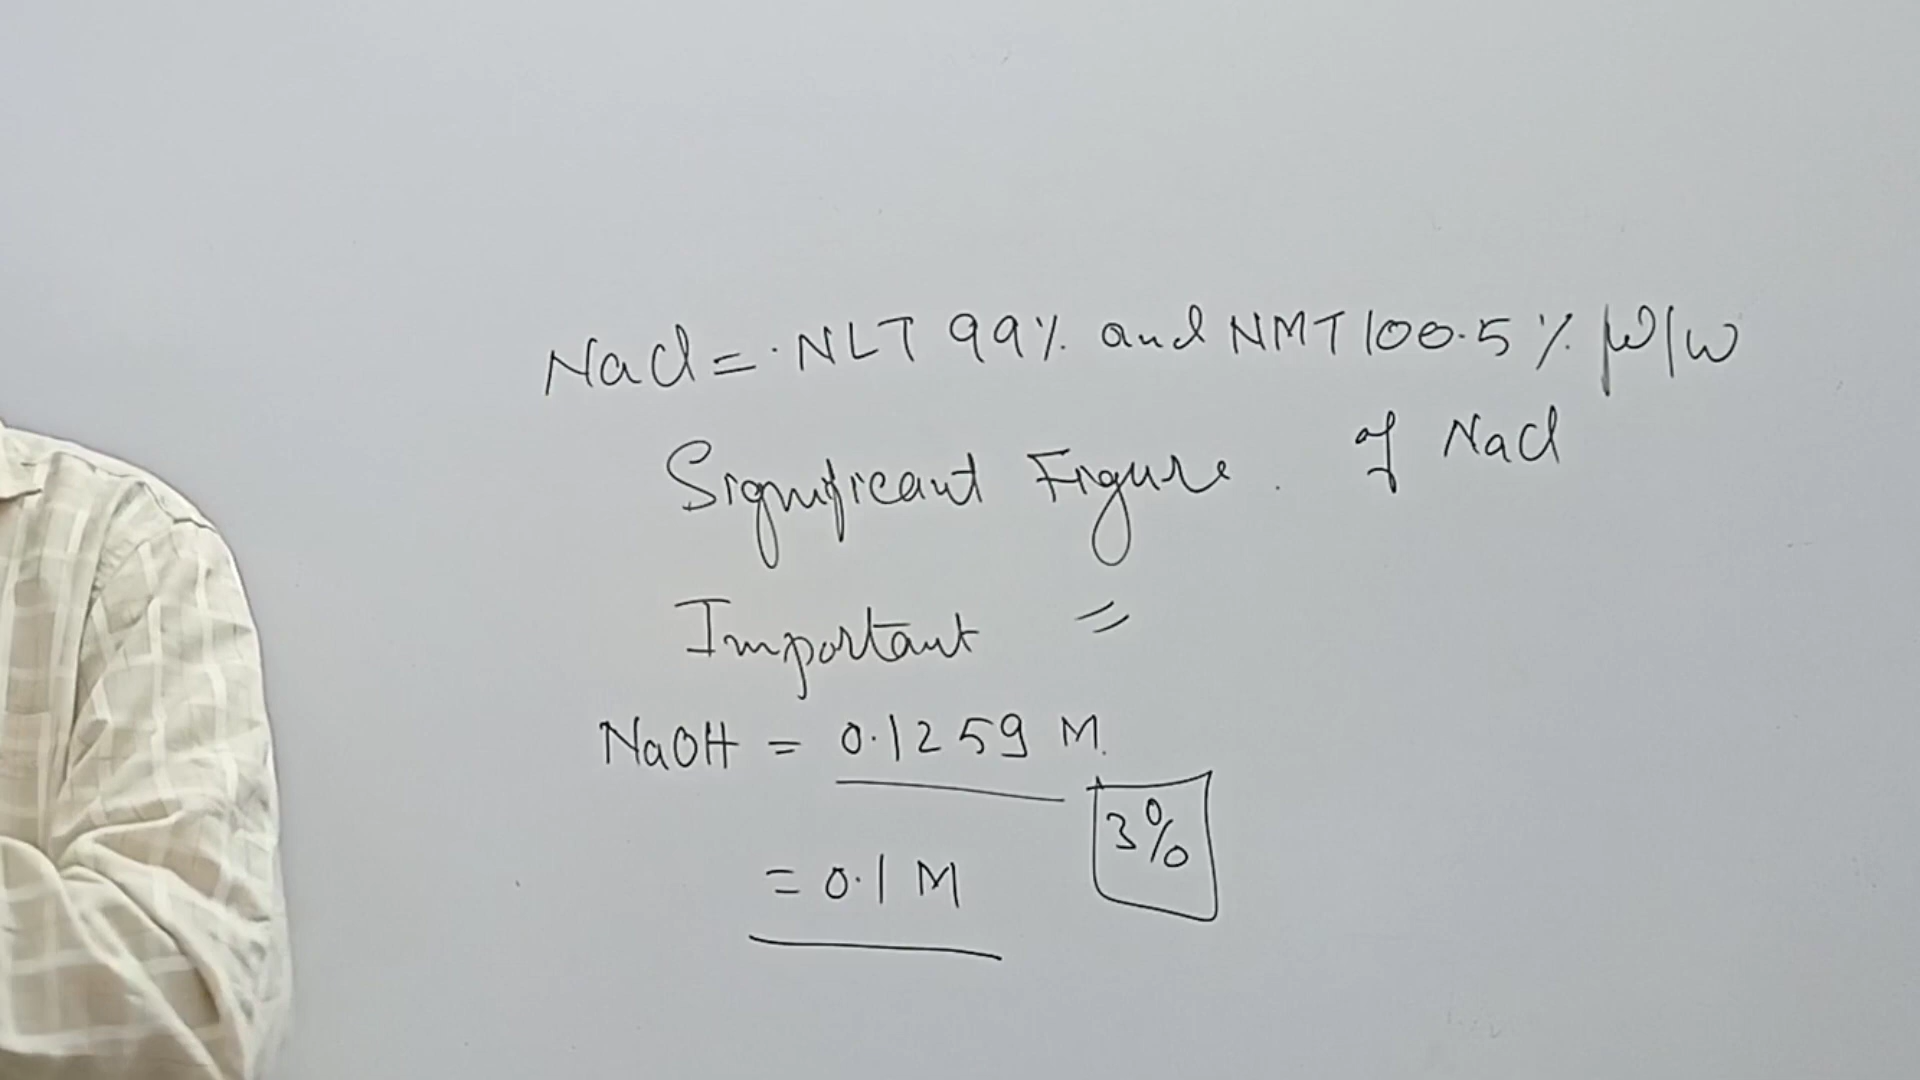 NaCl = NLT 99% and NMT 100.5% W/W
of NaCl
Significant Figure.
Important =
NaOH = 0.1259 M.
3%
= 0.1 M